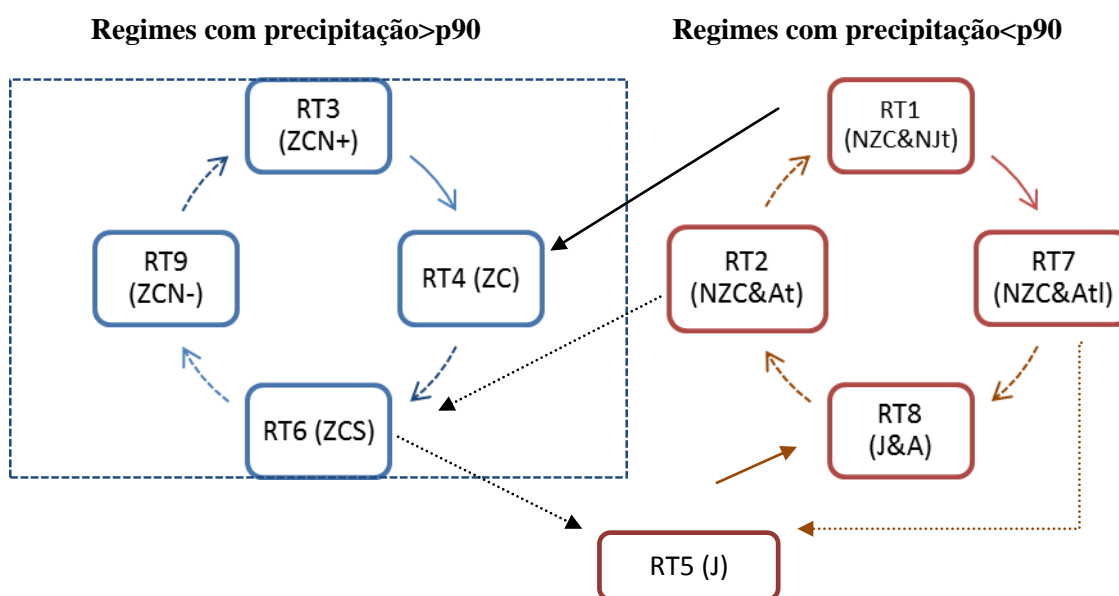 Regimes com precipitação>p90
Regimes com precipitação<p90
RT3
(ZCN+)
RT9
(ZCN-)
RT4 (ZC)
RT6 (ZCS)
RT1
(NZC&NJt)
RT2
(NZC&At)
RT7
(NZC&Atl)
RT8
(J&A)
RT5 (J)